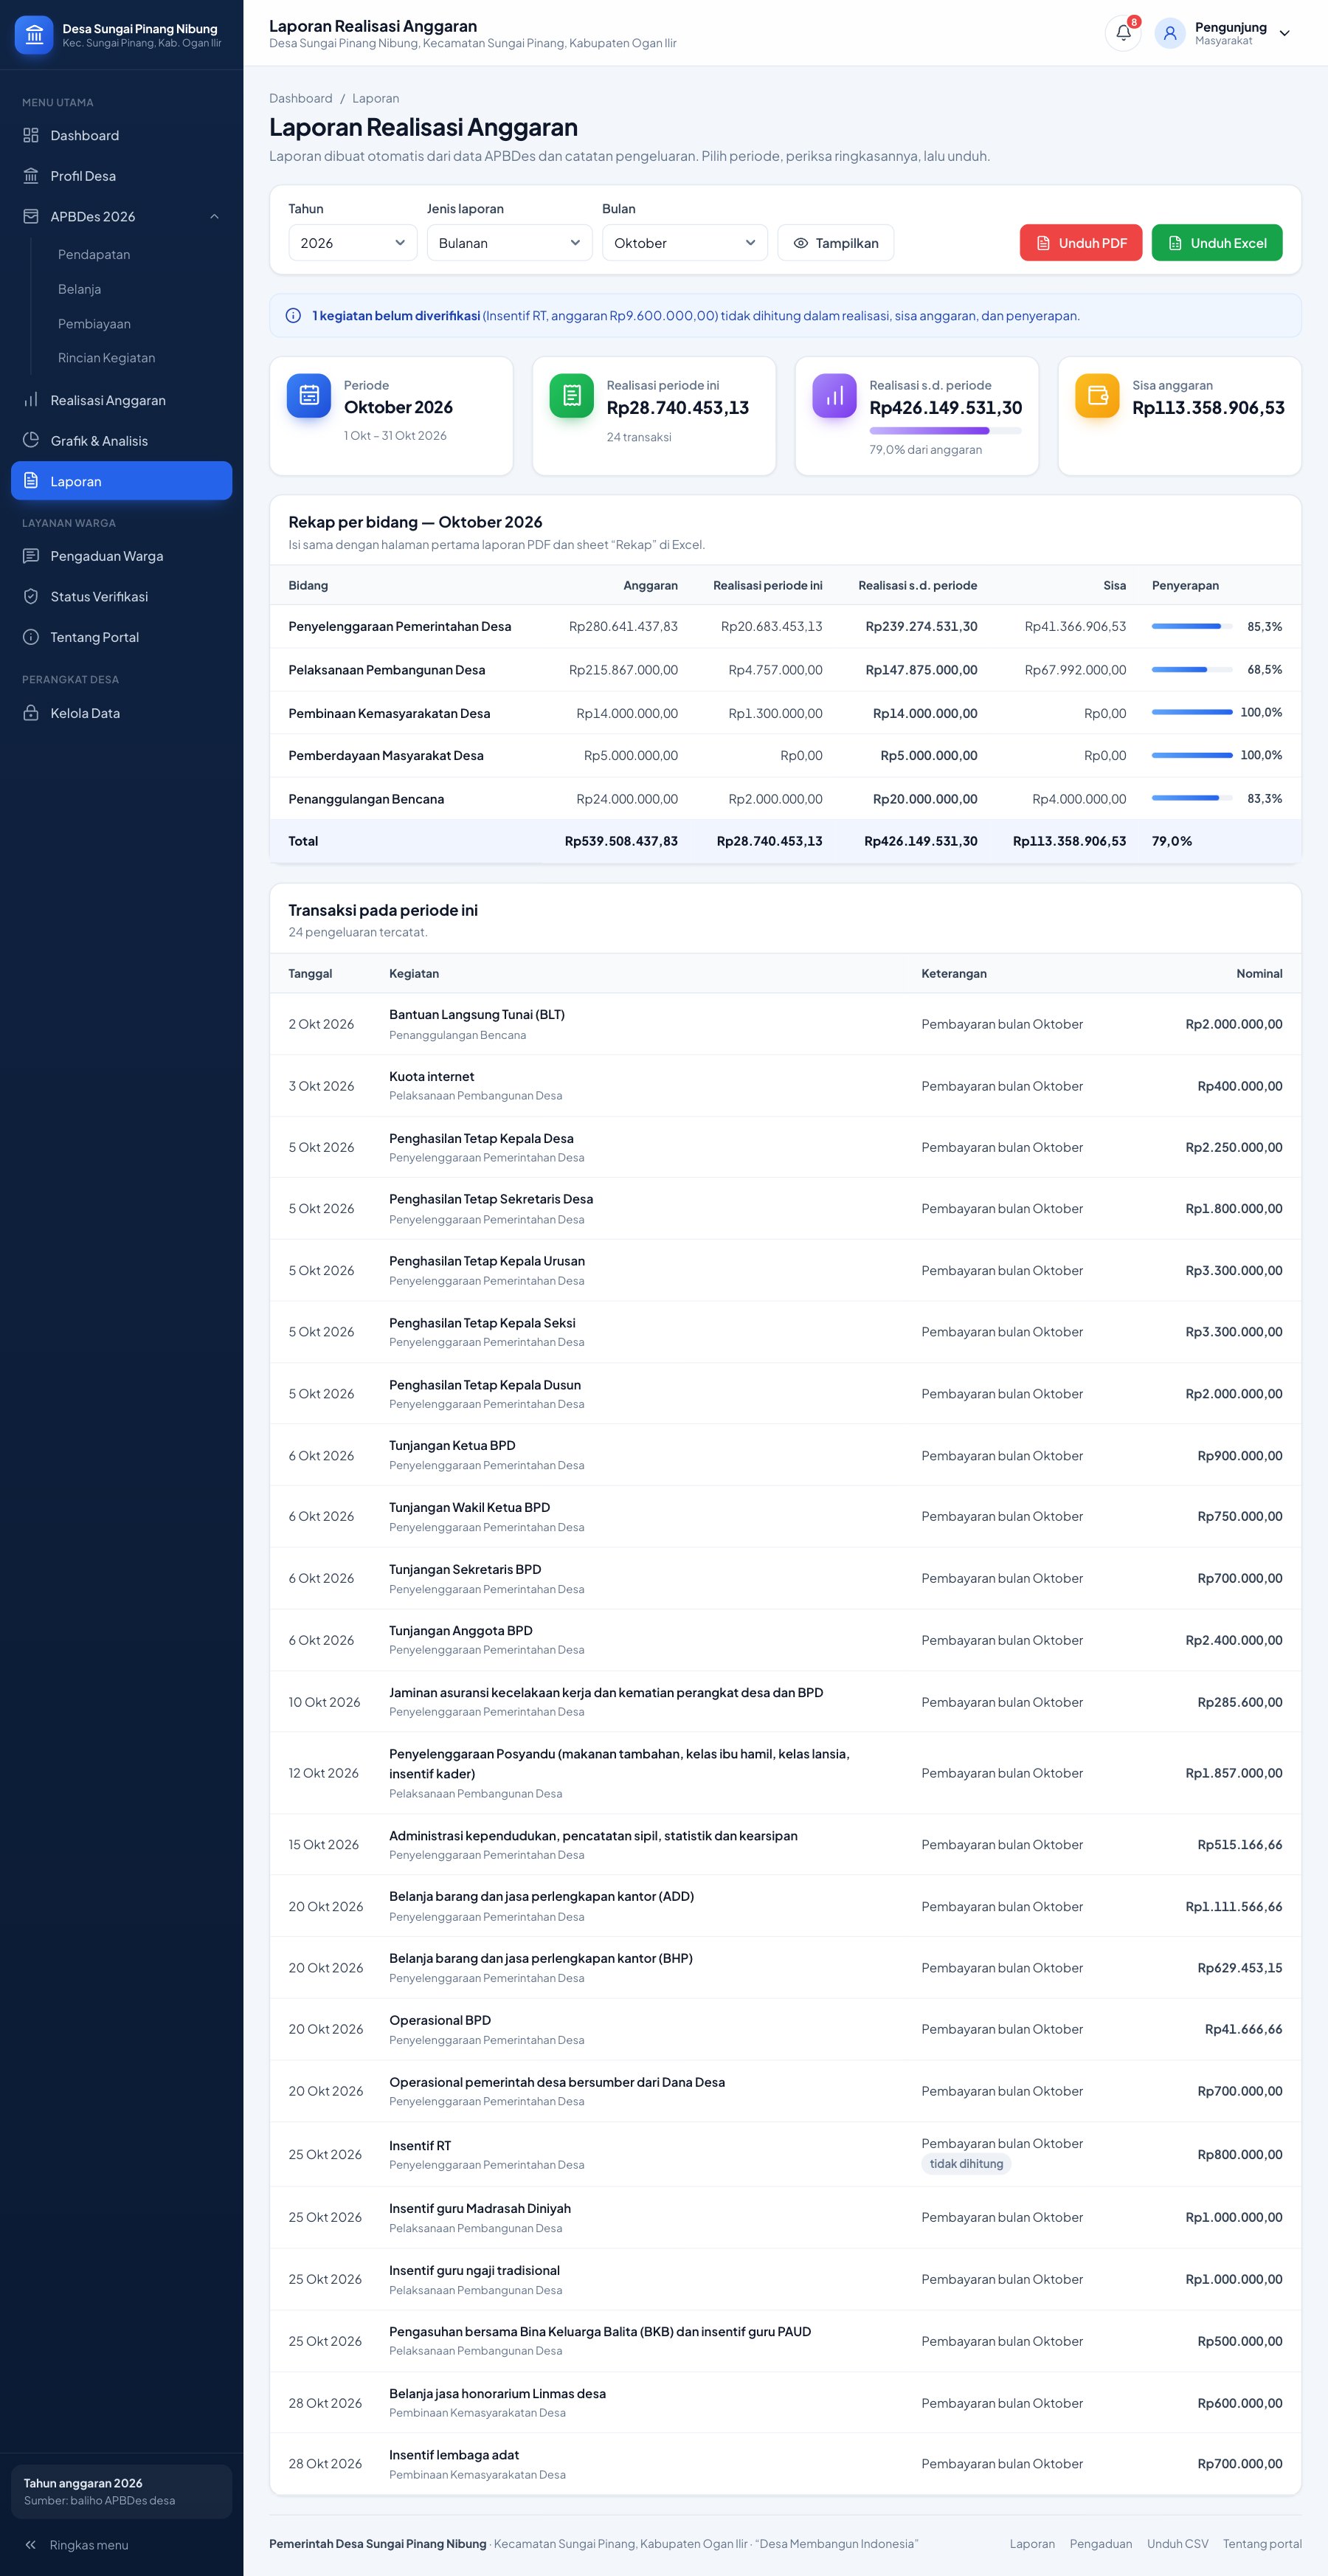 Desa Sungai Pinang Nibung
Kec. Sungai Pinang, Kab. Ogan Ilir
MENU UTAMA
Dashboard
Profil Desa
APBDes 2026
Pendapatan
Belanja
Pembiayaan
Rincian Kegiatan
Realisasi Anggaran
Grafik & Analisis
Laporan
LAYANAN WARGA
Pengaduan Warga
Status Verifikasi
Tentang Portal
PERANGKAT DESA
Kelola Data
Tahun anggaran 2026
Sumber: baliho APBDes desa
Ringkas menu
Laporan Realisasi Anggaran
Desa Sungai Pinang Nibung, Kecamatan Sungai Pinang, Kabupaten Ogan Ilir
8
Pengunjung
Masyarakat
Dashboard / Laporan
Laporan Realisasi Anggaran
Laporan dibuat otomatis dari data APBDes dan catatan pengeluaran. Pilih periode, periksa ringkasannya, lalu unduh.
Tahun Jenis laporan Bulan
2026 Bulanan Oktober Tampilkan Unduh PDF Unduh Excel
1 kegiatan belum diverifikasi (Insentif RT, anggaran Rp9.600.000,00) tidak dihitung dalam realisasi, sisa anggaran, dan penyerapan.
Periode
Oktober 2026
1 Okt – 31 Okt 2026
Realisasi periode ini
Rp28.740.453,13
24 transaksi
Realisasi s.d. periode
Rp426.149.531,30
79,0% dari anggaran
Sisa anggaran
Rp113.358.906,53
Rekap per bidang — Oktober 2026
Isi sama dengan halaman pertama laporan PDF dan sheet “Rekap” di Excel.
Bidang Anggaran Realisasi periode ini Realisasi s.d. periode Sisa Penyerapan
Penyelenggaraan Pemerintahan Desa Rp280.641.437,83 Rp20.683.453,13 Rp239.274.531,30 Rp41.366.906,53 85,3%
Pelaksanaan Pembangunan Desa Rp215.867.000,00 Rp4.757.000,00 Rp147.875.000,00 Rp67.992.000,00 68,5%
Pembinaan Kemasyarakatan Desa Rp14.000.000,00 Rp1.300.000,00 Rp14.000.000,00 Rp0,00 100,0%
Pemberdayaan Masyarakat Desa Rp5.000.000,00 Rp0,00 Rp5.000.000,00 Rp0,00 100,0%
Penanggulangan Bencana Rp24.000.000,00 Rp2.000.000,00 Rp20.000.000,00 Rp4.000.000,00 83,3%
Total Rp539.508.437,83 Rp28.740.453,13 Rp426.149.531,30 Rp113.358.906,53 79,0%
Transaksi pada periode ini
24 pengeluaran tercatat.
Tanggal Kegiatan Keterangan Nominal
Bantuan Langsung Tunai (BLT)
2 Okt 2026 Pembayaran bulan Oktober Rp2.000.000,00
Penanggulangan Bencana
Kuota internet
3 Okt 2026 Pembayaran bulan Oktober Rp400.000,00
Pelaksanaan Pembangunan Desa
Penghasilan Tetap Kepala Desa
5 Okt 2026 Pembayaran bulan Oktober Rp2.250.000,00
Penyelenggaraan Pemerintahan Desa
Penghasilan Tetap Sekretaris Desa
5 Okt 2026 Pembayaran bulan Oktober Rp1.800.000,00
Penyelenggaraan Pemerintahan Desa
Penghasilan Tetap Kepala Urusan
5 Okt 2026 Pembayaran bulan Oktober Rp3.300.000,00
Penyelenggaraan Pemerintahan Desa
Penghasilan Tetap Kepala Seksi
5 Okt 2026 Pembayaran bulan Oktober Rp3.300.000,00
Penyelenggaraan Pemerintahan Desa
Penghasilan Tetap Kepala Dusun
5 Okt 2026 Pembayaran bulan Oktober Rp2.000.000,00
Penyelenggaraan Pemerintahan Desa
Tunjangan Ketua BPD
6 Okt 2026 Pembayaran bulan Oktober Rp900.000,00
Penyelenggaraan Pemerintahan Desa
Tunjangan Wakil Ketua BPD
6 Okt 2026 Pembayaran bulan Oktober Rp750.000,00
Penyelenggaraan Pemerintahan Desa
Tunjangan Sekretaris BPD
6 Okt 2026 Pembayaran bulan Oktober Rp700.000,00
Penyelenggaraan Pemerintahan Desa
Tunjangan Anggota BPD
6 Okt 2026 Pembayaran bulan Oktober Rp2.400.000,00
Penyelenggaraan Pemerintahan Desa
Jaminan asuransi kecelakaan kerja dan kematian perangkat desa dan BPD
10 Okt 2026 Pembayaran bulan Oktober Rp285.600,00
Penyelenggaraan Pemerintahan Desa
Penyelenggaraan Posyandu (makanan tambahan, kelas ibu hamil, kelas lansia,
insentif kader)
12 Okt 2026 Pembayaran bulan Oktober Rp1.857.000,00
Pelaksanaan Pembangunan Desa
Administrasi kependudukan, pencatatan sipil, statistik dan kearsipan
15 Okt 2026 Pembayaran bulan Oktober Rp515.166,66
Penyelenggaraan Pemerintahan Desa
Belanja barang dan jasa perlengkapan kantor (ADD)
20 Okt 2026 Pembayaran bulan Oktober Rp1.111.566,66
Penyelenggaraan Pemerintahan Desa
Belanja barang dan jasa perlengkapan kantor (BHP)
20 Okt 2026 Pembayaran bulan Oktober Rp629.453,15
Penyelenggaraan Pemerintahan Desa
Operasional BPD
20 Okt 2026 Pembayaran bulan Oktober Rp41.666,66
Penyelenggaraan Pemerintahan Desa
Operasional pemerintah desa bersumber dari Dana Desa
20 Okt 2026 Pembayaran bulan Oktober Rp700.000,00
Penyelenggaraan Pemerintahan Desa
Insentif RT Pembayaran bulan Oktober
25 Okt 2026 Rp800.000,00
Penyelenggaraan Pemerintahan Desa tidak dihitung
Insentif guru Madrasah Diniyah
25 Okt 2026 Pembayaran bulan Oktober Rp1.000.000,00
Pelaksanaan Pembangunan Desa
Insentif guru ngaji tradisional
25 Okt 2026 Pembayaran bulan Oktober Rp1.000.000,00
Pelaksanaan Pembangunan Desa
Pengasuhan bersama Bina Keluarga Balita (BKB) dan insentif guru PAUD
25 Okt 2026 Pembayaran bulan Oktober Rp500.000,00
Pelaksanaan Pembangunan Desa
Belanja jasa honorarium Linmas desa
28 Okt 2026 Pembayaran bulan Oktober Rp600.000,00
Pembinaan Kemasyarakatan Desa
Insentif lembaga adat
28 Okt 2026 Pembayaran bulan Oktober Rp700.000,00
Pembinaan Kemasyarakatan Desa
Pemerintah Desa Sungai Pinang Nibung · Kecamatan Sungai Pinang, Kabupaten Ogan Ilir · “Desa Membangun Indonesia” Laporan Pengaduan Unduh CSV Tentang portal